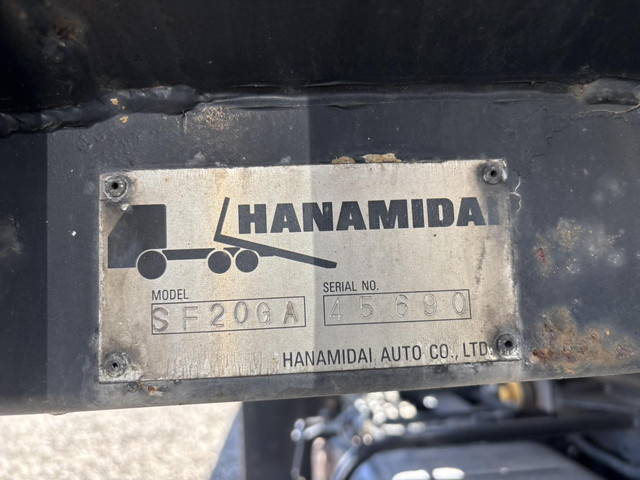 HANAMIDAI
MODEL
SF20GA
SERIAL NO.
45690
HANAMIDAI AUTO CO., LTD.